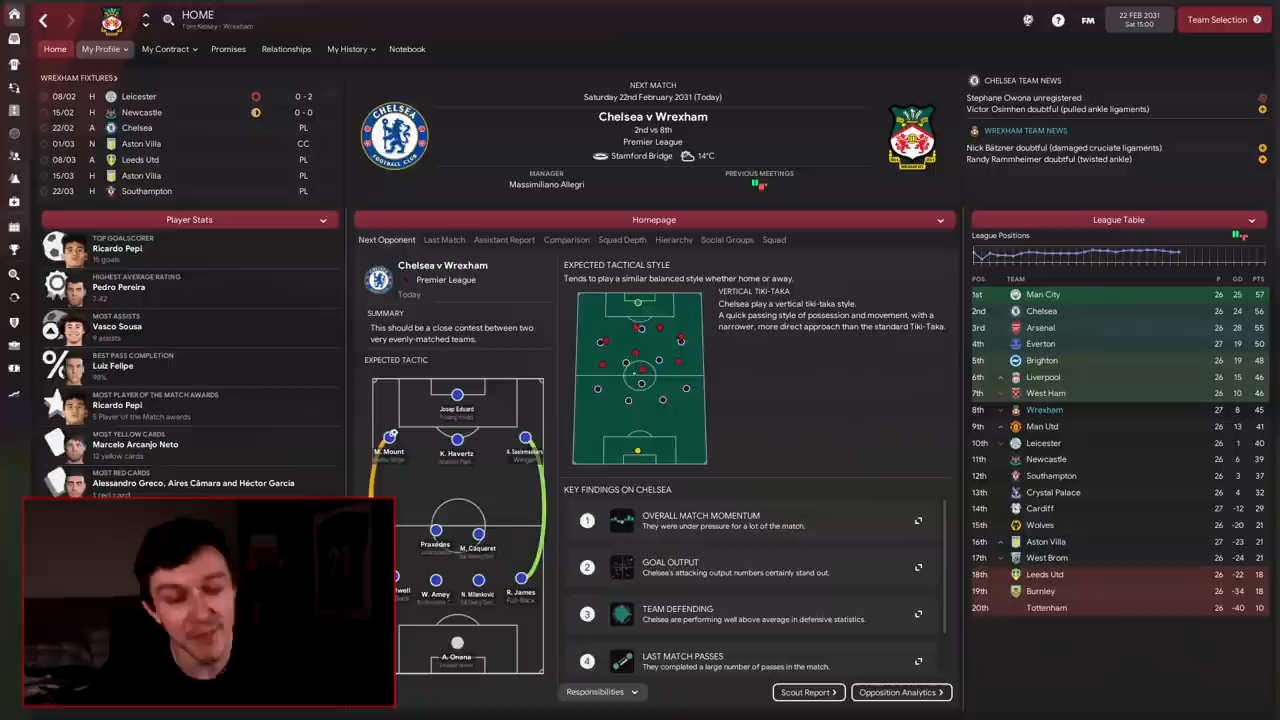 HOME
Tom Kelsey - Wrexham
FM
22 FEB 2031
Sat 15:00
Team Selection
Home
My Profile
My Contract
Promises
Relationships
My History
Notebook
WREXHAM FIXTURES
08/02 H Leicester 0 - 2
15/02 H Newcastle 0 - 0
22/02 A Chelsea PL
01/03 N Aston Villa CC
08/03 A Leeds Utd PL
15/03 H Aston Villa PL
22/03 H Southampton PL
NEXT MATCH
Saturday 22nd February 2031 (Today)
Chelsea v Wrexham
2nd vs 8th
Premier League
Stamford Bridge 14°C
MANAGER
Massimiliano Allegri
PREVIOUS MEETINGS
CHELSEA TEAM NEWS
Stephane Owona unregistered
Victor Osimhen doubtful (pulled ankle ligaments)
WREXHAM TEAM NEWS
Nick Bätzner doubtful (damaged cruciate ligaments)
Randy Rammheimer doubtful (twisted ankle)
Player Stats
TOP GOALSCORER
Ricardo Pepi
15 goals
HIGHEST AVERAGE RATING
Pedro Pereira
7.42
MOST ASSISTS
Vasco Sousa
9 assists
BEST PASS COMPLETION
Luiz Felipe
98%
MOST PLAYER OF THE MATCH AWARDS
Ricardo Pepi
5 Player of the Match awards
MOST YELLOW CARDS
Marcelo Arcanjo Neto
12 yellow cards
MOST RED CARDS
Alessandro Greco, Aires Câmara and Héctor García
1 red card
Homepage
Next Opponent
Last Match
Assistant Report
Comparison
Squad Depth
Hierarchy
Social Groups
Squad
Chelsea v Wrexham
Premier League
Today
SUMMARY
This should be a close contest between two
very evenly-matched teams.
EXPECTED TACTIC
Josep Eduard
M. Mount
K. Havertz
Winger
Praxedes
M. Caqueret
W. Amey
N. Milenkovic
R. James
Full-Back
A. Onana
EXPECTED TACTICAL STYLE
Tends to play a similar balanced style whether home or away.
VERTICAL TIKI-TAKA
Chelsea play a vertical tiki-taka style.
A quick passing style of possession and movement, with a
narrower, more direct approach than the standard Tiki-Taka.
KEY FINDINGS ON CHELSEA
1 OVERALL MATCH MOMENTUM
They were under pressure for a lot of the match.
2 GOAL OUTPUT
Chelsea's attacking output numbers certainly stand out.
3 TEAM DEFENDING
Chelsea are performing well above average in defensive statistics.
4 LAST MATCH PASSES
They completed a large number of passes in the match.
Responsibilities
Scout Report
Opposition Analytics
League Table
League Positions
POS. TEAM P GD PTS
1st Man City 26 25 57
2nd Chelsea 26 24 56
3rd Arsenal 26 28 55
4th Everton 27 19 50
5th Brighton 26 19 48
6th Liverpool 26 15 46
7th West Ham 26 10 46
8th Wrexham 27 8 45
9th Man Utd 26 13 41
10th Leicester 26 1 40
11th Newcastle 26 6 39
12th Southampton 26 3 37
13th Crystal Palace 26 4 32
14th Cardiff 27 -12 29
15th Wolves 26 -20 21
16th Aston Villa 27 -23 21
17th West Brom 26 -24 21
18th Leeds Utd 26 -22 18
19th Burnley 26 -34 18
20th Tottenham 26 -40 10